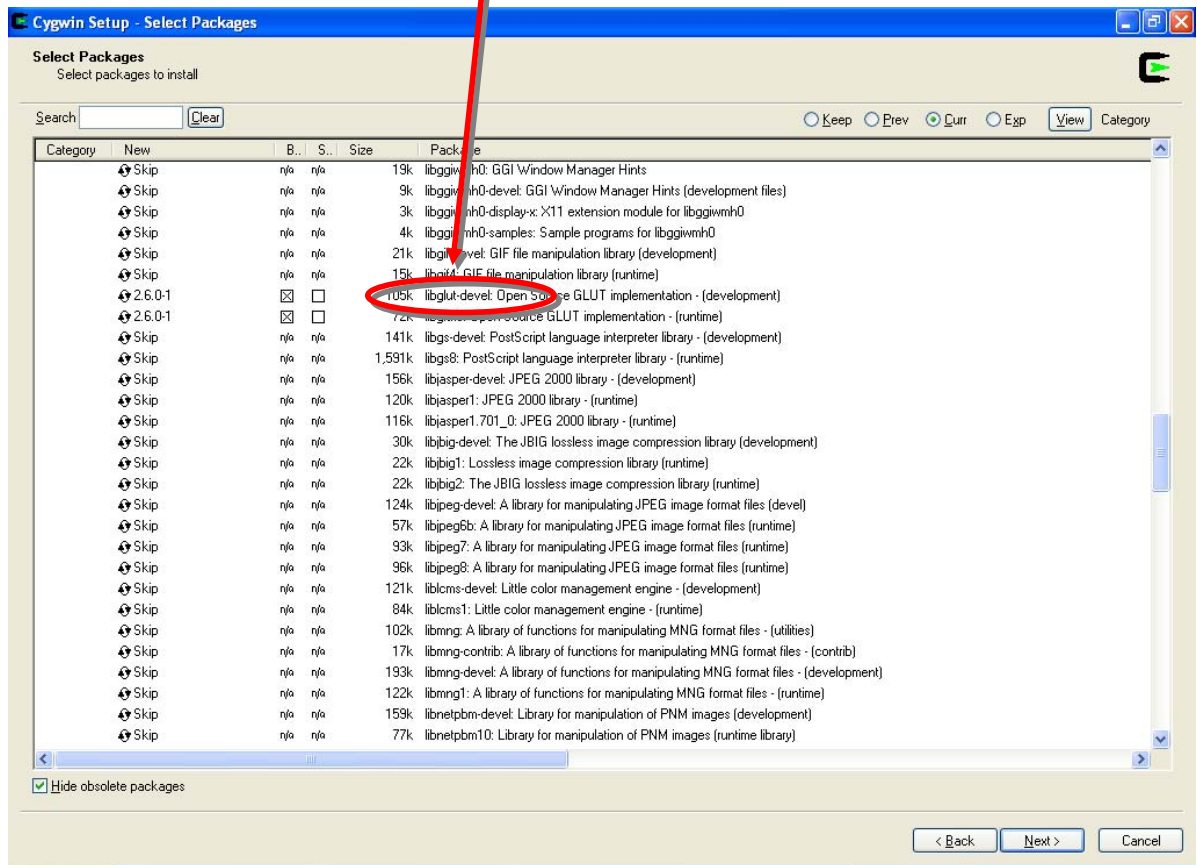 Cygwin Setup - Select Packages
Select Packages
Select packages to install
Search Clear Keep Prev Curr Exp View Category
Category New B.. S.. Size Package
Skip n/a n/a 19k libggiwmh0: GGI Window Manager Hints
Skip n/a n/a 9k libggiwmh0-devel: GGI Window Manager Hints (development files)
Skip n/a n/a 3k libggiwmh0-display-x: X11 extension module for libggiwmh0
Skip n/a n/a 4k libggiwmh0-samples: Sample programs for libggiwmh0
Skip n/a n/a 21k GIF file manipulation library (development)
Skip n/a n/a 15k libgif4: GIF file manipulation library (runtime)
2.6.0-1 105k libglut-devel: Open Source GLUT implementation - (development)
2.6.0-1 72k Open Source GLUT implementation - (runtime)
Skip n/a n/a 141k libgs-devel: PostScript language interpreter library - (development)
Skip n/a n/a 1,591k libgs8: PostScript language interpreter library - (runtime)
Skip n/a n/a 156k libjasper-devel: JPEG 2000 library - (development)
Skip n/a n/a 120k libjasper1: JPEG 2000 library - (runtime)
Skip n/a n/a 116k libjasper1.701_0: JPEG 2000 library - (runtime)
Skip n/a n/a 30k libjbig-devel: The JBIG lossless image compression library (development)
Skip n/a n/a 22k libjbig1: Lossless image compression library (runtime)
Skip n/a n/a 22k libjbig2: The JBIG lossless image compression library (runtime)
Skip n/a n/a 124k libjpeg-devel: A library for manipulating JPEG image format files (devel)
Skip n/a n/a 57k libjpeg6b: A library for manipulating JPEG image format files (runtime)
Skip n/a n/a 93k libjpeg7: A library for manipulating JPEG image format files (runtime)
Skip n/a n/a 96k libjpeg8: A library for manipulating JPEG image format files (runtime)
Skip n/a n/a 121k liblcms-devel: Little color management engine - (development)
Skip n/a n/a 84k liblcms1: Little color management engine - (runtime)
Skip n/a n/a 102k libmng: A library of functions for manipulating MNG format files - (utilities)
Skip n/a n/a 17k libmng-contrib: A library of functions for manipulating MNG format files - (contrib)
Skip n/a n/a 193k libmng-devel: A library of functions for manipulating MNG format files - (development)
Skip n/a n/a 122k libmng1: A library of functions for manipulating MNG format files - (runtime)
Skip n/a n/a 159k libnetpbm-devel: Library for manipulation of PNM images (development)
Skip n/a n/a 77k libnetpbm10: Library for manipulation of PNM images (runtime library)
Hide obsolete packages
< Back Next > Cancel